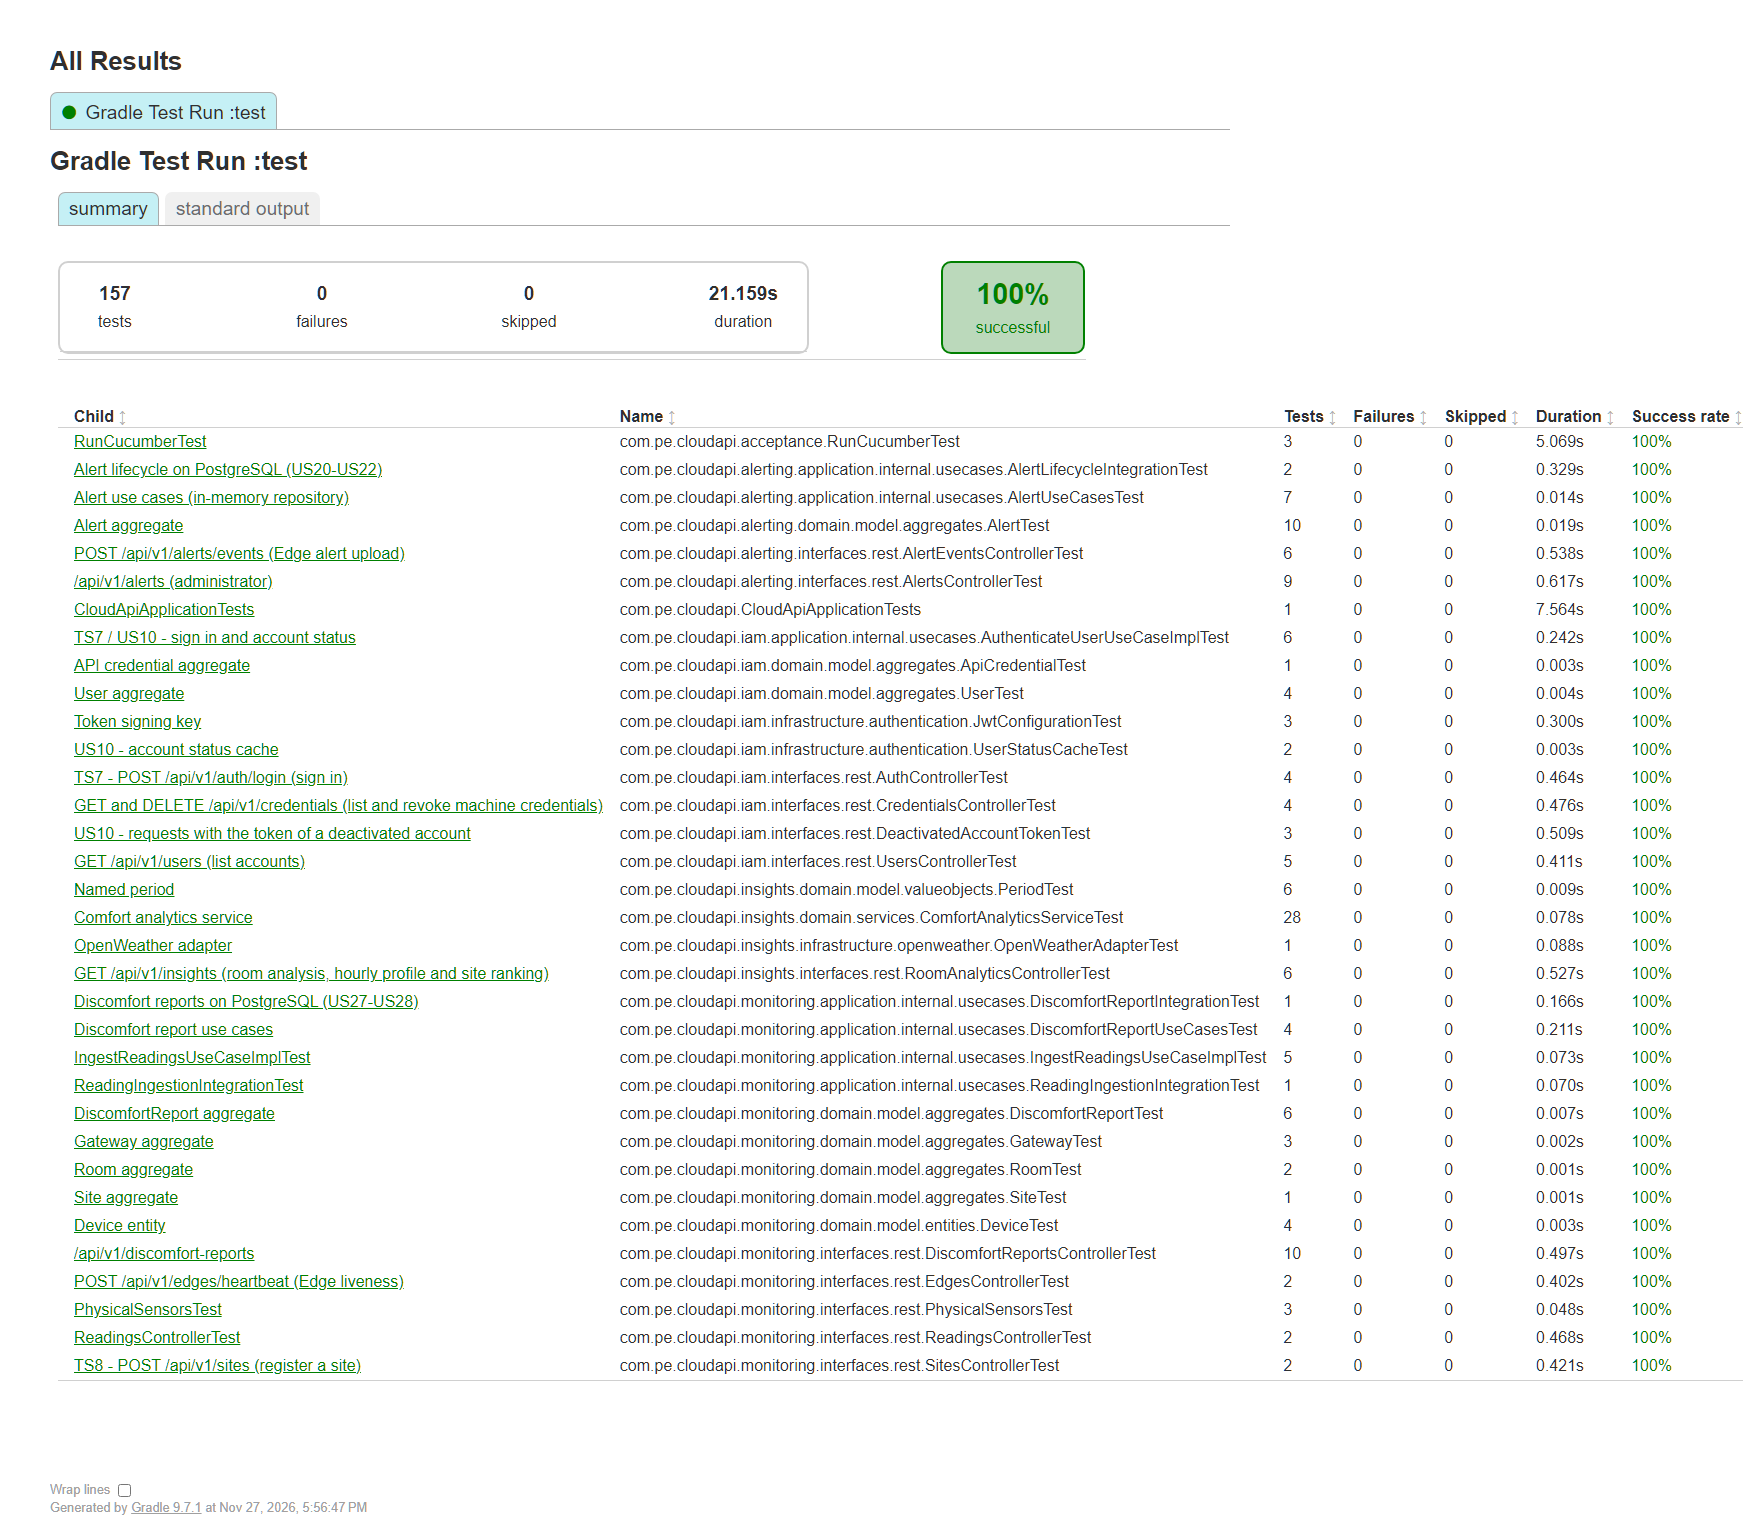 All Results
Gradle Test Run :test
Gradle Test Run :test
summary standard output
157 0 0 21.159s 100%
tests failures skipped duration successful
Child Name Tests Failures Skipped Duration Success rate
RunCucumberTest com.pe.cloudapi.acceptance.RunCucumberTest 3 0 0 5.069s 100%
Alert lifecycle on PostgreSQL (US20-US22) com.pe.cloudapi.alerting.application.internal.usecases.AlertLifecycleIntegrationTest 2 0 0 0.329s 100%
Alert use cases (in-memory repository) com.pe.cloudapi.alerting.application.internal.usecases.AlertUseCasesTest 7 0 0 0.014s 100%
Alert aggregate com.pe.cloudapi.alerting.domain.model.aggregates.AlertTest 10 0 0 0.019s 100%
POST /api/v1/alerts/events (Edge alert upload) com.pe.cloudapi.alerting.interfaces.rest.AlertEventsControllerTest 6 0 0 0.538s 100%
/api/v1/alerts (administrator) com.pe.cloudapi.alerting.interfaces.rest.AlertsControllerTest 9 0 0 0.617s 100%
CloudApiApplicationTests com.pe.cloudapi.CloudApiApplicationTests 1 0 0 7.564s 100%
TS7 / US10 - sign in and account status com.pe.cloudapi.iam.application.internal.usecases.AuthenticateUserUseCaseImplTest 6 0 0 0.242s 100%
API credential aggregate com.pe.cloudapi.iam.domain.model.aggregates.ApiCredentialTest 1 0 0 0.003s 100%
User aggregate com.pe.cloudapi.iam.domain.model.aggregates.UserTest 4 0 0 0.004s 100%
Token signing key com.pe.cloudapi.iam.infrastructure.authentication.JwtConfigurationTest 3 0 0 0.300s 100%
US10 - account status cache com.pe.cloudapi.iam.infrastructure.authentication.UserStatusCacheTest 2 0 0 0.003s 100%
TS7 - POST /api/v1/auth/login (sign in) com.pe.cloudapi.iam.interfaces.rest.AuthControllerTest 4 0 0 0.464s 100%
GET and DELETE /api/v1/credentials (list and revoke machine credentials) com.pe.cloudapi.iam.interfaces.rest.CredentialsControllerTest 4 0 0 0.476s 100%
US10 - requests with the token of a deactivated account com.pe.cloudapi.iam.interfaces.rest.DeactivatedAccountTokenTest 3 0 0 0.509s 100%
GET /api/v1/users (list accounts) com.pe.cloudapi.iam.interfaces.rest.UsersControllerTest 5 0 0 0.411s 100%
Named period com.pe.cloudapi.insights.domain.model.valueobjects.PeriodTest 6 0 0 0.009s 100%
Comfort analytics service com.pe.cloudapi.insights.domain.services.ComfortAnalyticsServiceTest 28 0 0 0.078s 100%
OpenWeather adapter com.pe.cloudapi.insights.infrastructure.openweather.OpenWeatherAdapterTest 1 0 0 0.088s 100%
GET /api/v1/insights (room analysis, hourly profile and site ranking) com.pe.cloudapi.insights.interfaces.rest.RoomAnalyticsControllerTest 6 0 0 0.527s 100%
Discomfort reports on PostgreSQL (US27-US28) com.pe.cloudapi.monitoring.application.internal.usecases.DiscomfortReportIntegrationTest 1 0 0 0.166s 100%
Discomfort report use cases com.pe.cloudapi.monitoring.application.internal.usecases.DiscomfortReportUseCasesTest 4 0 0 0.211s 100%
IngestReadingsUseCaseImplTest com.pe.cloudapi.monitoring.application.internal.usecases.IngestReadingsUseCaseImplTest 5 0 0 0.073s 100%
ReadingIngestionIntegrationTest com.pe.cloudapi.monitoring.application.internal.usecases.ReadingIngestionIntegrationTest 1 0 0 0.070s 100%
DiscomfortReport aggregate com.pe.cloudapi.monitoring.domain.model.aggregates.DiscomfortReportTest 6 0 0 0.007s 100%
Gateway aggregate com.pe.cloudapi.monitoring.domain.model.aggregates.GatewayTest 3 0 0 0.002s 100%
Room aggregate com.pe.cloudapi.monitoring.domain.model.aggregates.RoomTest 2 0 0 0.001s 100%
Site aggregate com.pe.cloudapi.monitoring.domain.model.aggregates.SiteTest 1 0 0 0.001s 100%
Device entity com.pe.cloudapi.monitoring.domain.model.entities.DeviceTest 4 0 0 0.003s 100%
/api/v1/discomfort-reports com.pe.cloudapi.monitoring.interfaces.rest.DiscomfortReportsControllerTest 10 0 0 0.497s 100%
POST /api/v1/edges/heartbeat (Edge liveness) com.pe.cloudapi.monitoring.interfaces.rest.EdgesControllerTest 2 0 0 0.402s 100%
PhysicalSensorsTest com.pe.cloudapi.monitoring.interfaces.rest.PhysicalSensorsTest 3 0 0 0.048s 100%
ReadingsControllerTest com.pe.cloudapi.monitoring.interfaces.rest.ReadingsControllerTest 2 0 0 0.468s 100%
TS8 - POST /api/v1/sites (register a site) com.pe.cloudapi.monitoring.interfaces.rest.SitesControllerTest 2 0 0 0.421s 100%
Wrap lines
Generated by Gradle 9.7.1 at Nov 27, 2026, 5:56:47 PM